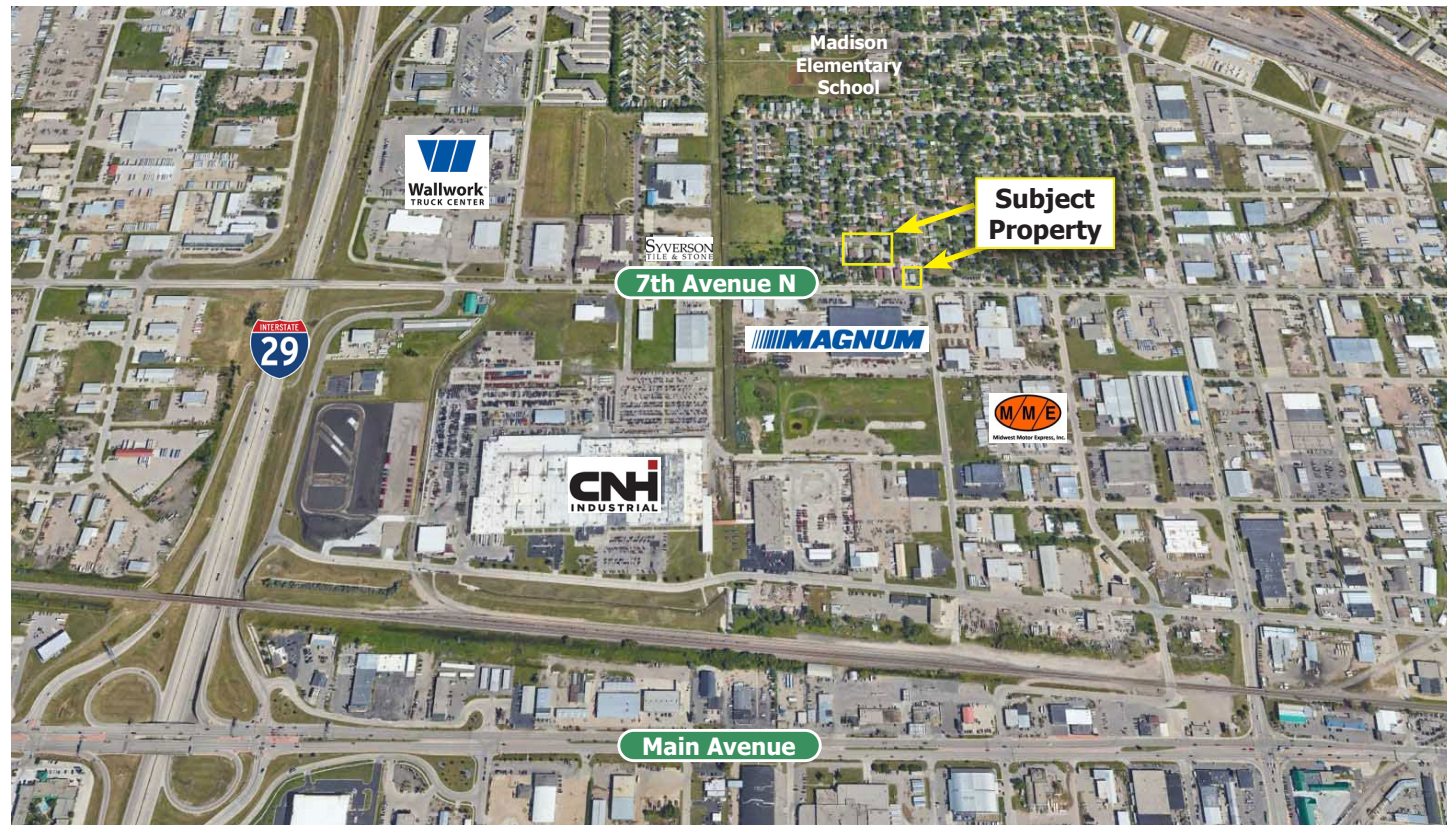 Madison
Elementary
School
Wallwork
TRUCK CENTER
Subject
Property
SYVERSON
TILE & STONE
7th Avenue N
INTERSTATE
29
MAGNUM
M/M/E
Midwest Motor Express, Inc.
CNHi
INDUSTRIAL
Main Avenue